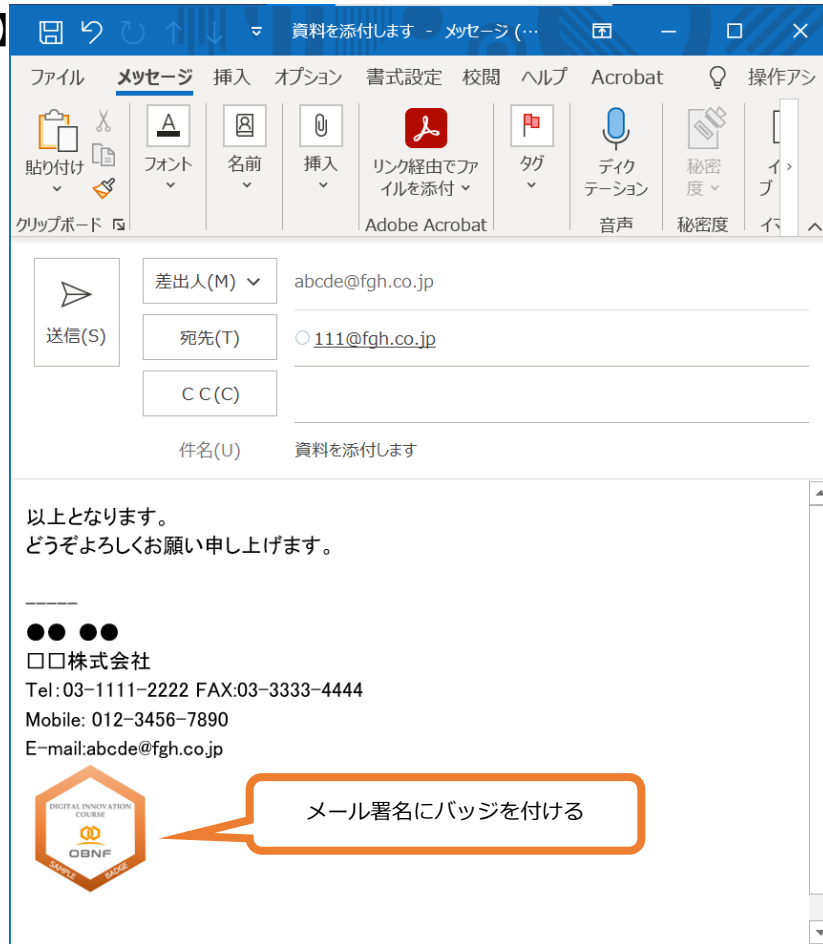 】
資料を添付します - メッセージ (…
ファイル メッセージ 挿入 オプション 書式設定 校閲 ヘルプ Acrobat 操作アシ
貼り付け
フォント
名前
挿入
リンク経由でファ
イルを添付
タグ
ディク
テーション
秘密
度
イ
ブ
クリップボード
Adobe Acrobat
音声
秘密度
イマ
差出人(M) abcde@fgh.co.jp
送信(S)
宛先(T) 111@fgh.co.jp
ＣＣ(C)
件名(U) 資料を添付します
以上となります。
どうぞよろしくお願い申し上げます。
-----
●● ●●
□□株式会社
Tel:03-1111-2222 FAX:03-3333-4444
Mobile: 012-3456-7890
E-mail:abcde@fgh.co.jp
DIGITAL INNOVATION
COURSE
OBNF
SAMPLE BADGE
メール署名にバッジを付ける